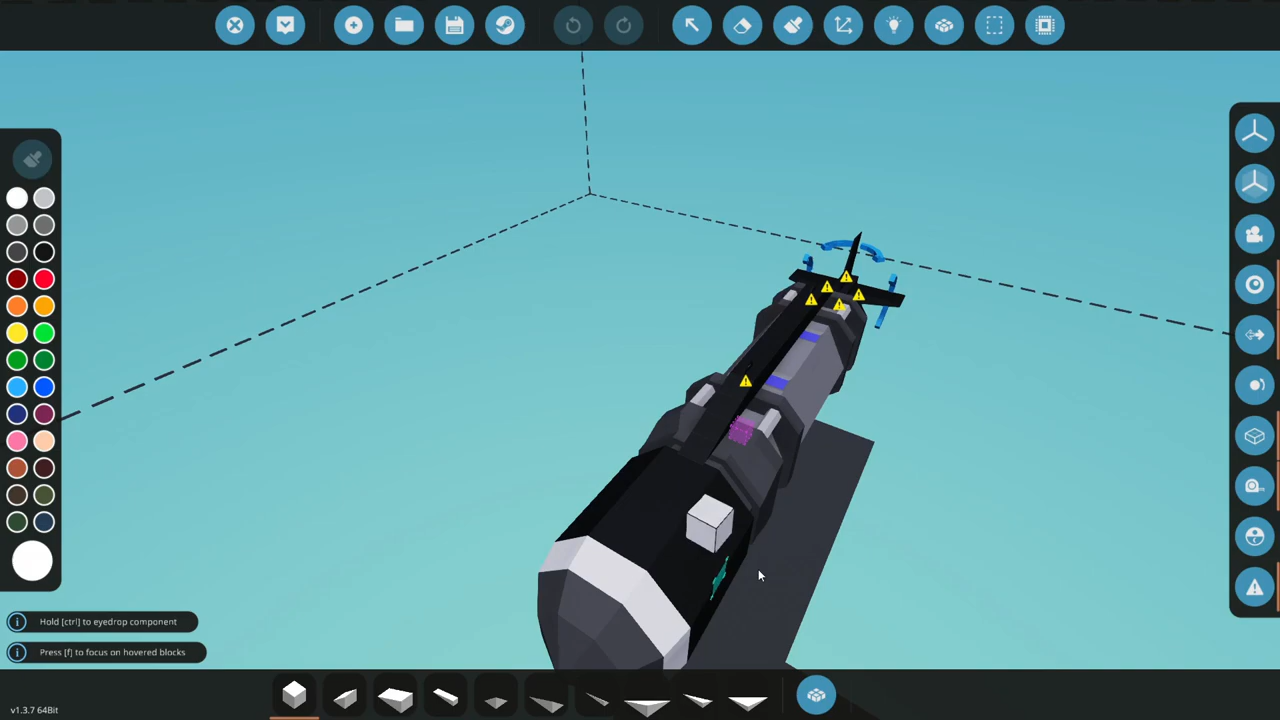 Hold [ctrl] to eyedrop component
Press [f] to focus on hovered blocks
v1.3.7 64Bit